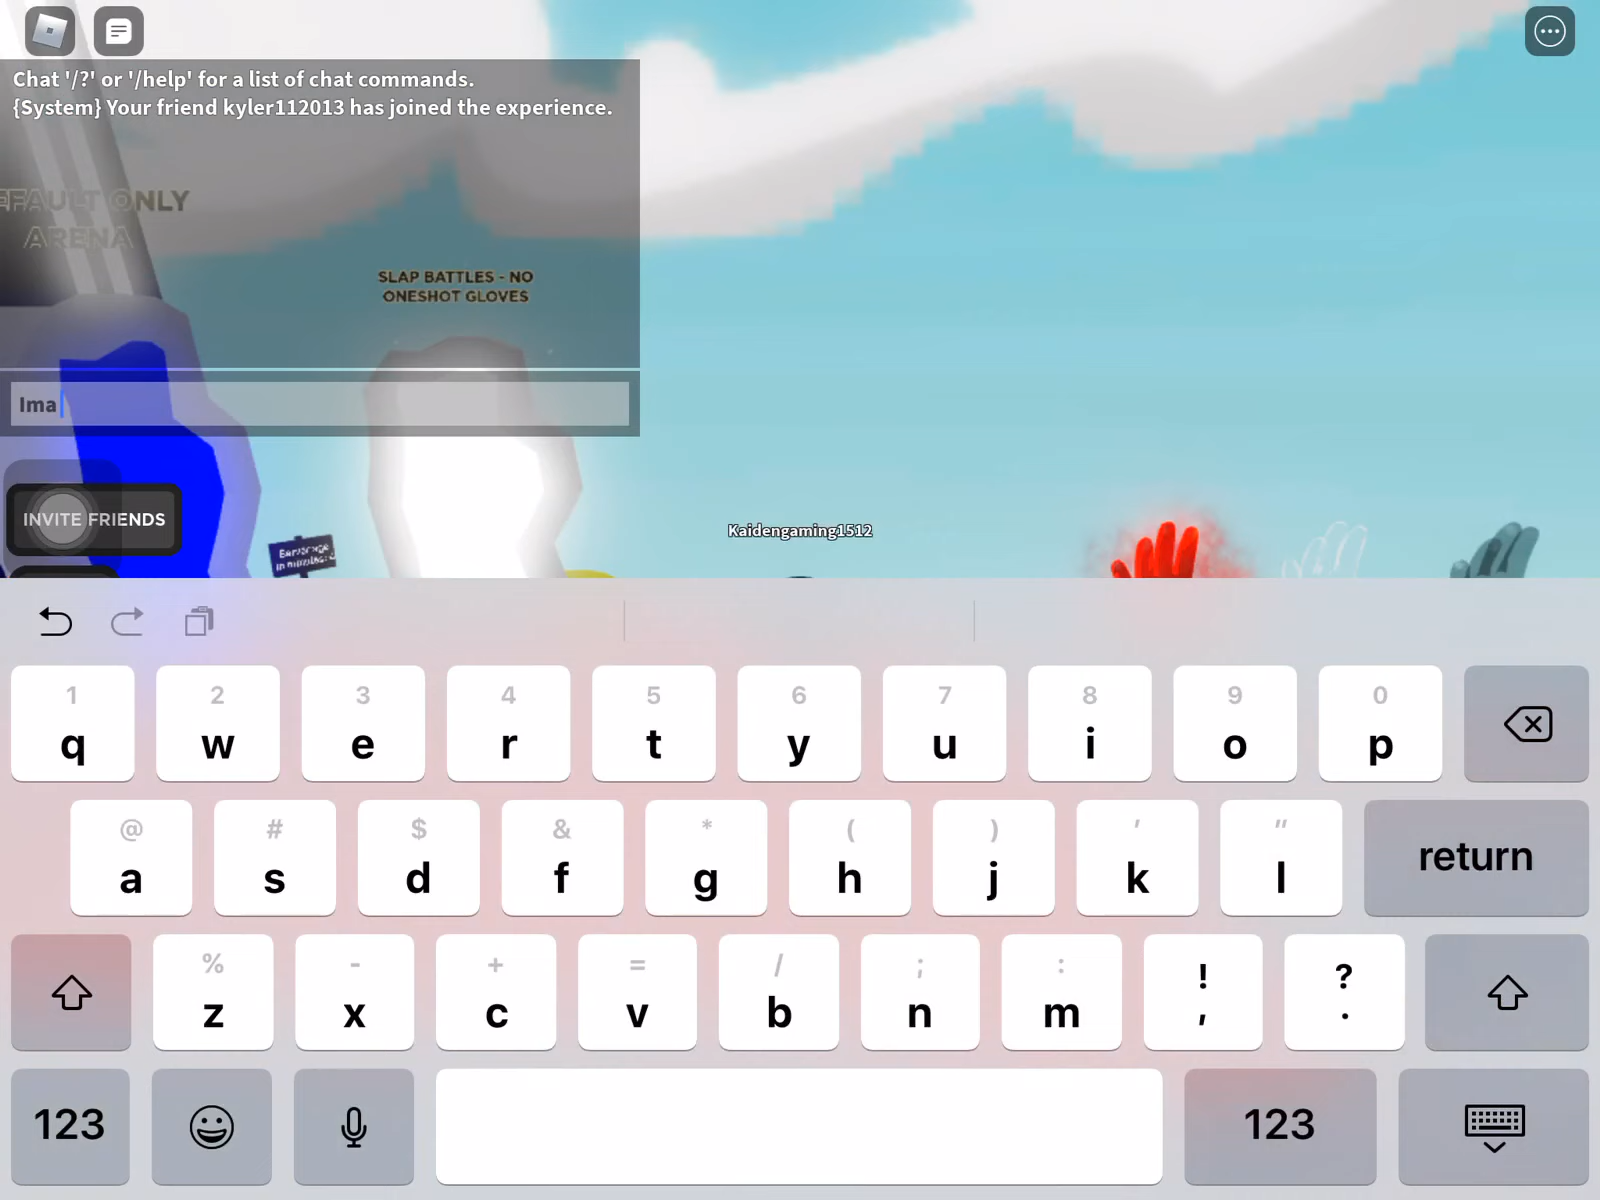 Chat '/?' or '/help' for a list of chat commands.
{System} Your friend kyler112013 has joined the experience.
EFAULT ONLY
ARENA
SLAP BATTLES - NO
ONESHOT GLOVES
Ima
INVITE FRIENDS
Kaidengaming1512
1 2 3 4 5 6 7 8 9 0
q w e r t y u i o p
@ # $ & * ( ) ' "
a s d f g h j k l return
% - + = / ; : ! ?
z x c v b n m , .
123 123